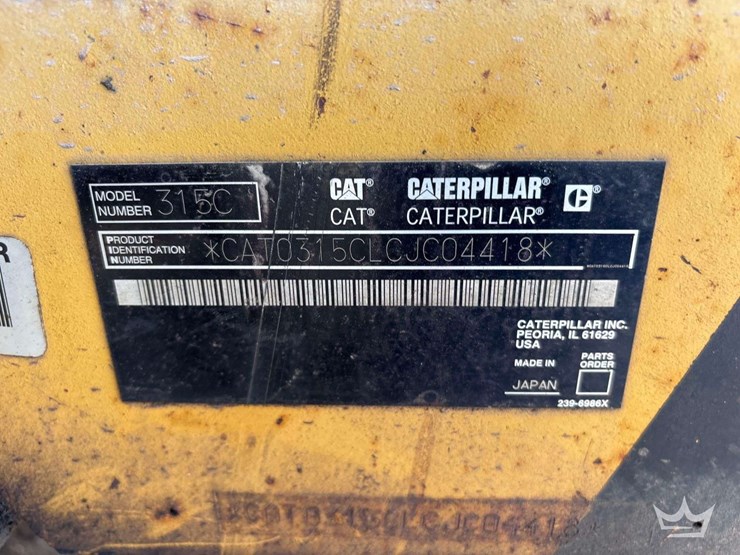 MODEL NUMBER 315C
CAT® CATERPILLAR® C®
CAT® CATERPILLAR®
PRODUCT IDENTIFICATION NUMBER *CAT0315CLCJC04418*
CATERPILLAR INC.
PEORIA, IL 61629
USA
MADE IN JAPAN
PARTS ORDER
239-6986X
R
*CAT0315CLCJC04418*